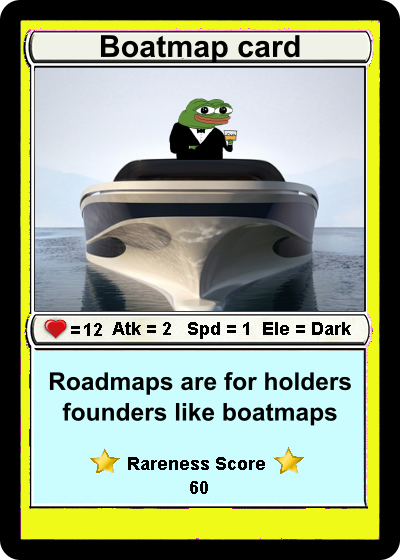 Boatmap card
=12 Atk = 2 Spd = 1 Ele = Dark
Roadmaps are for holders
founders like boatmaps
Rareness Score
60